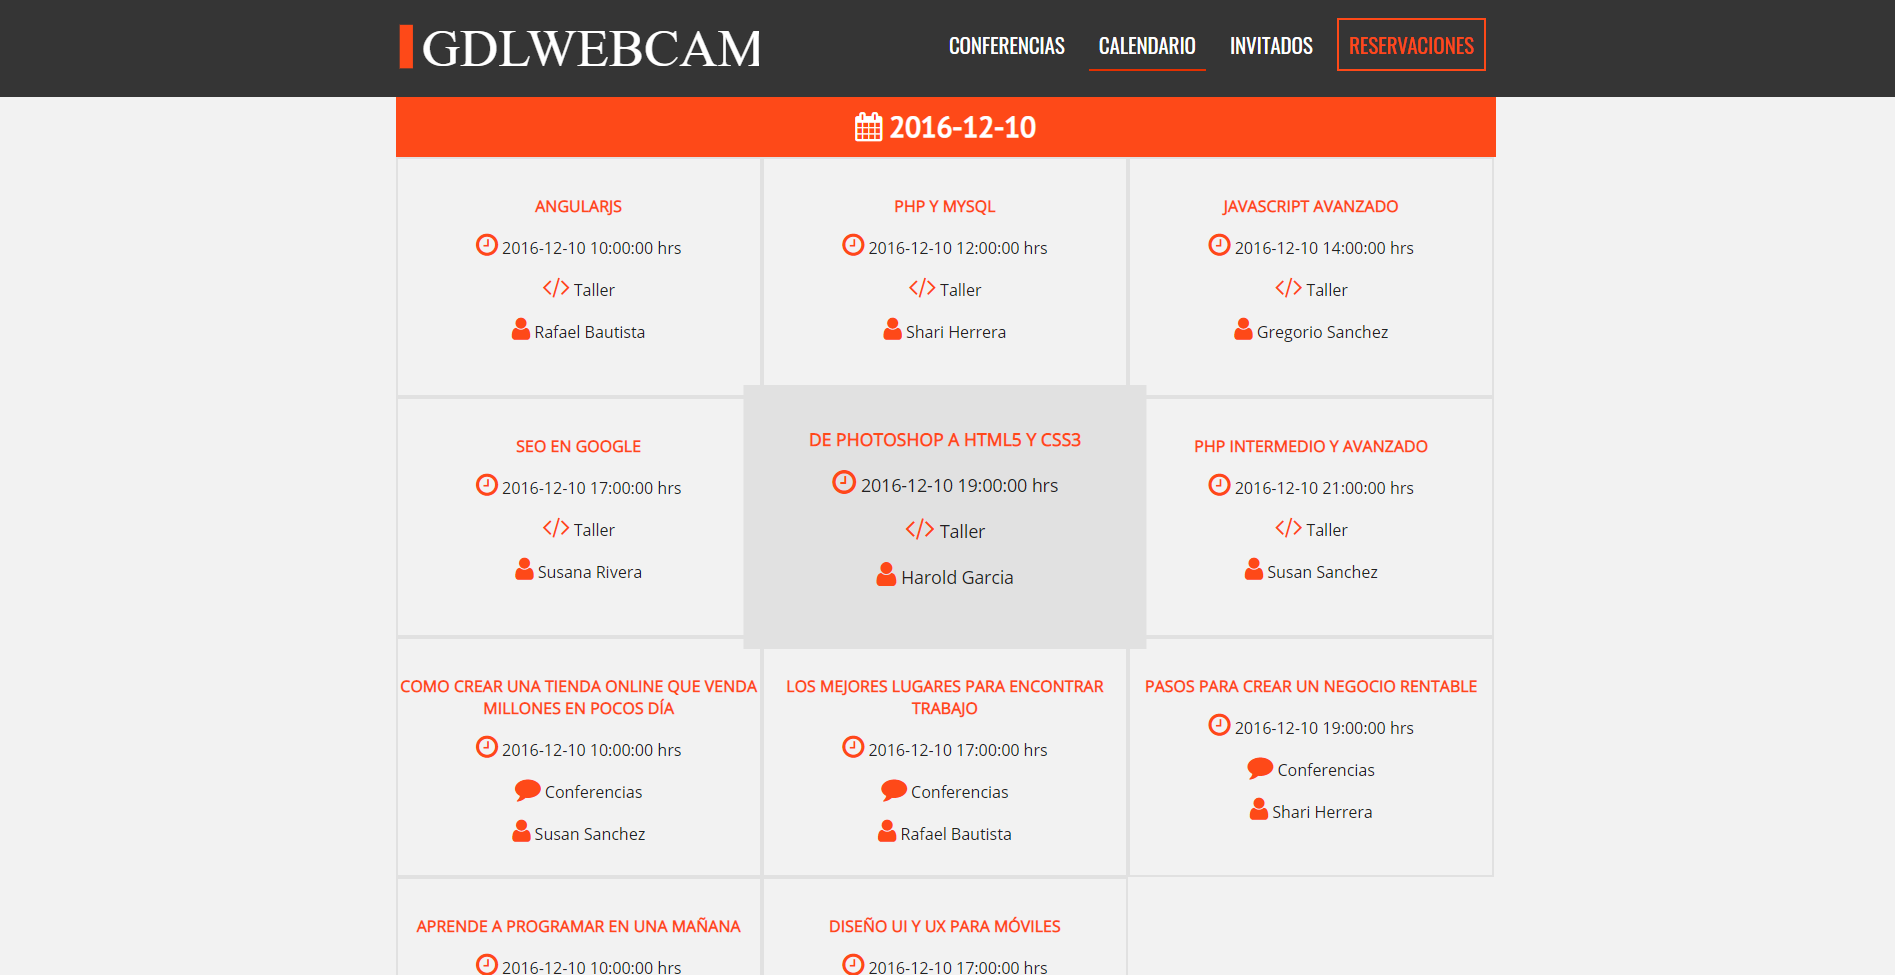 GDLWEBCAM
CONFERENCIAS CALENDARIO INVITADOS RESERVACIONES
2016-12-10
ANGULARJS
2016-12-10 10:00:00 hrs
Taller
Rafael Bautista
PHP Y MYSQL
2016-12-10 12:00:00 hrs
Taller
Shari Herrera
JAVASCRIPT AVANZADO
2016-12-10 14:00:00 hrs
Taller
Gregorio Sanchez
SEO EN GOOGLE
2016-12-10 17:00:00 hrs
Taller
Susana Rivera
DE PHOTOSHOP A HTML5 Y CSS3
2016-12-10 19:00:00 hrs
Taller
Harold Garcia
PHP INTERMEDIO Y AVANZADO
2016-12-10 21:00:00 hrs
Taller
Susan Sanchez
COMO CREAR UNA TIENDA ONLINE QUE VENDA
MILLONES EN POCOS DÍA
2016-12-10 10:00:00 hrs
Conferencias
Susan Sanchez
LOS MEJORES LUGARES PARA ENCONTRAR
TRABAJO
2016-12-10 17:00:00 hrs
Conferencias
Rafael Bautista
PASOS PARA CREAR UN NEGOCIO RENTABLE
2016-12-10 19:00:00 hrs
Conferencias
Shari Herrera
APRENDE A PROGRAMAR EN UNA MAÑANA
2016-12-10 10:00:00 hrs
DISEÑO UI Y UX PARA MÓVILES
2016-12-10 17:00:00 hrs